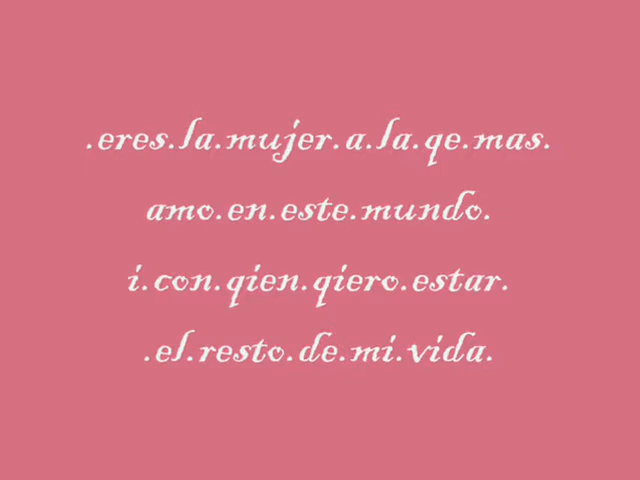 .eres.la.mujer.a.la.qe.mas.
amo.en.este.mundo.
i.con.qien.qiero.estar.
.el.resto.de.mi.vida.